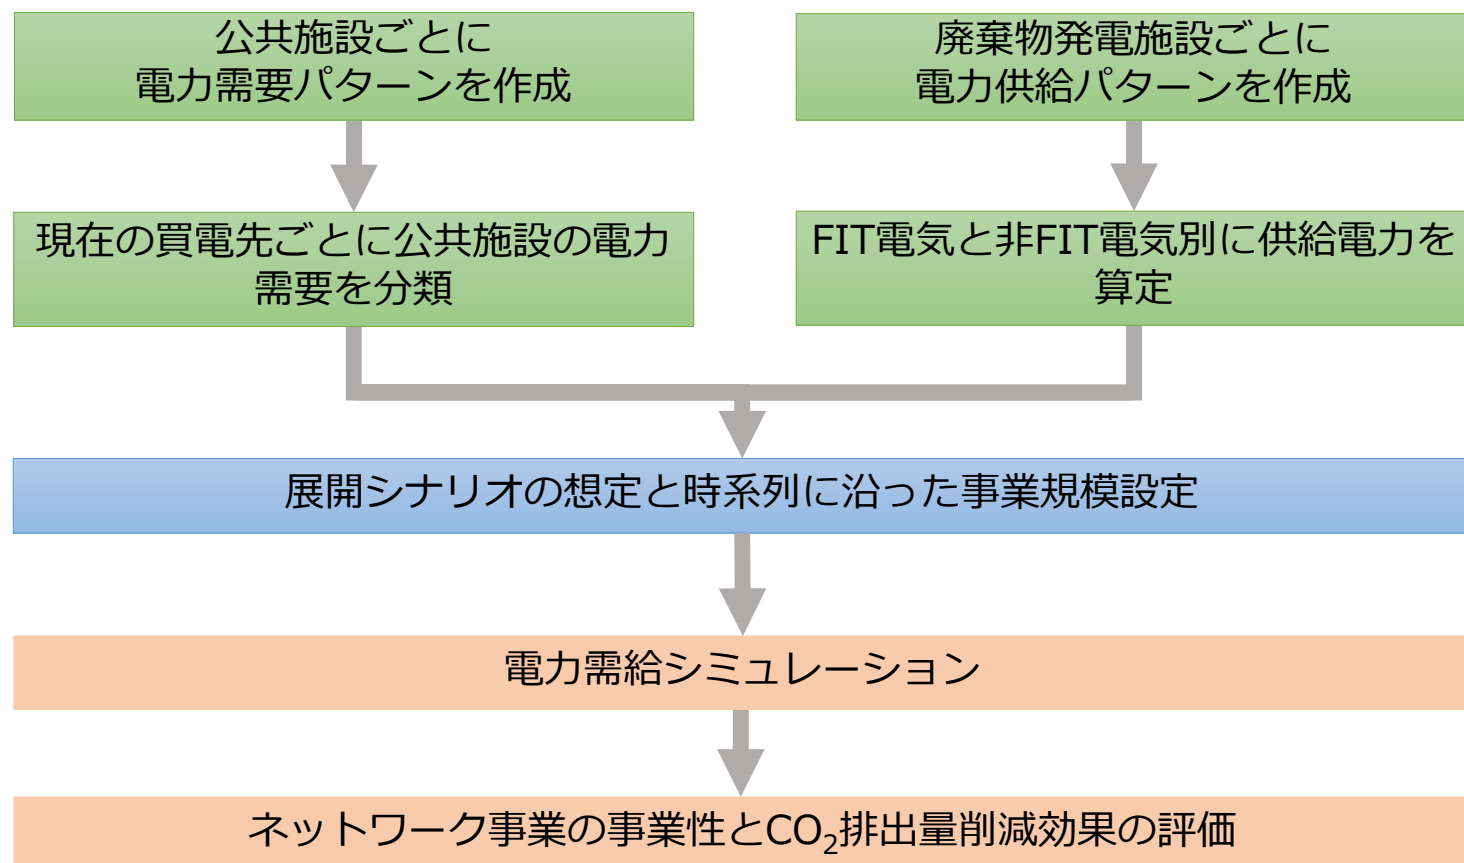 公共施設ごとに
電力需要パターンを作成
廃棄物発電施設ごとに
電力供給パターンを作成
現在の買電先ごとに公共施設の電力
需要を分類
FIT電気と非FIT電気別に供給電力を
算定
展開シナリオの想定と時系列に沿った事業規模設定
電力需給シミュレーション
ネットワーク事業の事業性とCO₂排出量削減効果の評価